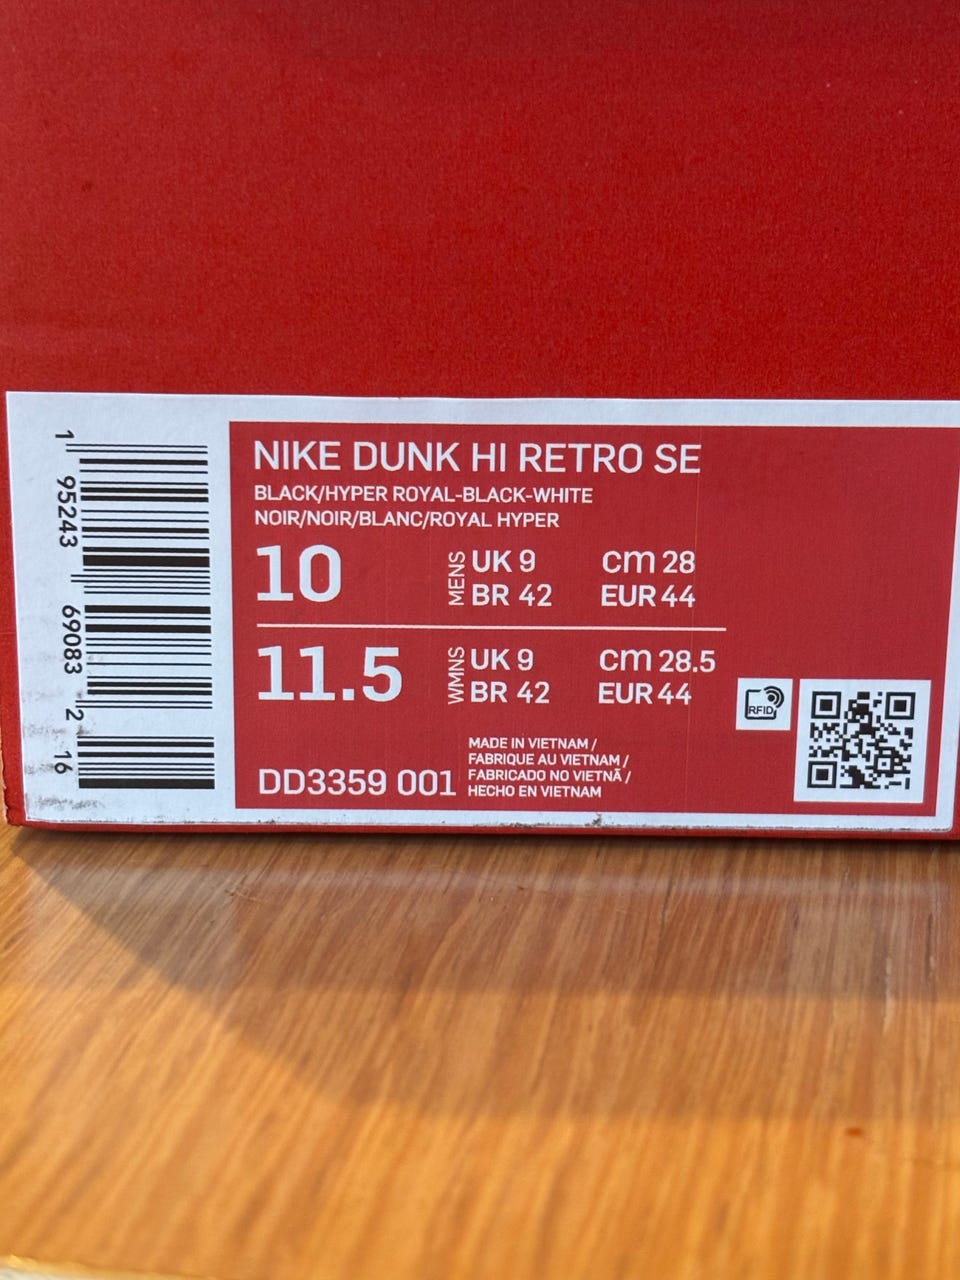 1 95243 69083 2 16
NIKE DUNK HI RETRO SE
BLACK/HYPER ROYAL-BLACK-WHITE
NOIR/NOIR/BLANC/ROYAL HYPER
10 MENS UK 9 cm 28
BR 42 EUR 44
11.5 WMNS UK 9 cm 28.5
BR 42 EUR 44
RFID
DD3359 001
MADE IN VIETNAM /
FABRIQUE AU VIETNAM /
FABRICADO NO VIETNÃ /
HECHO EN VIETNAM